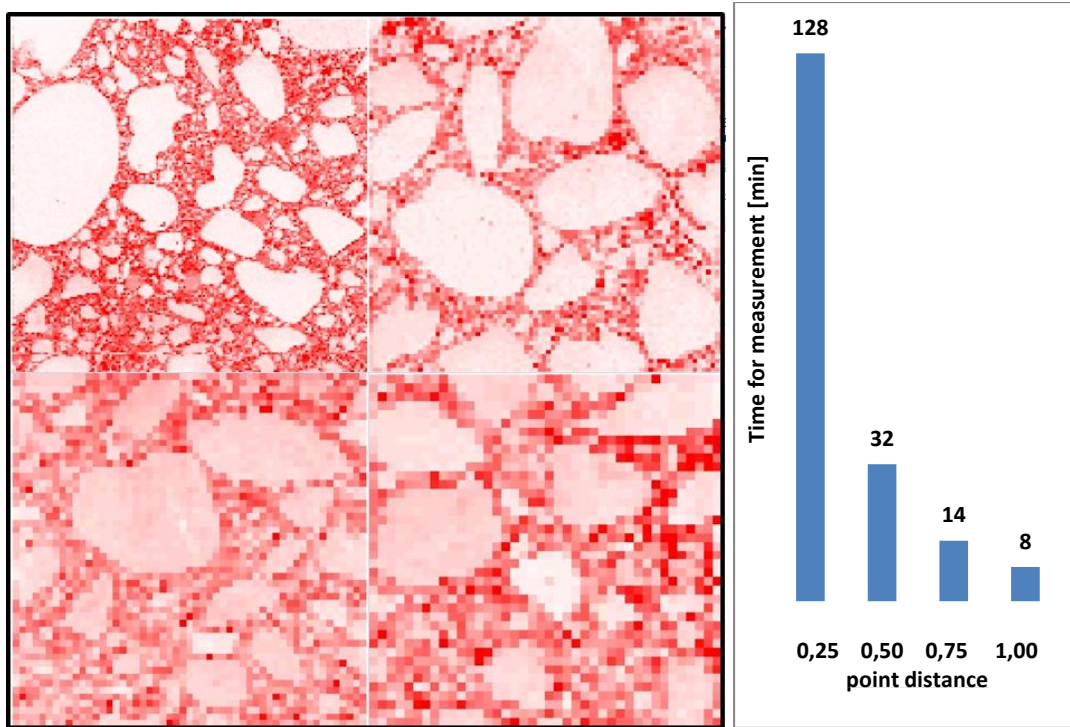 128
Time for measurement [min]
32
14
8
0,25 0,50 0,75 1,00
point distance